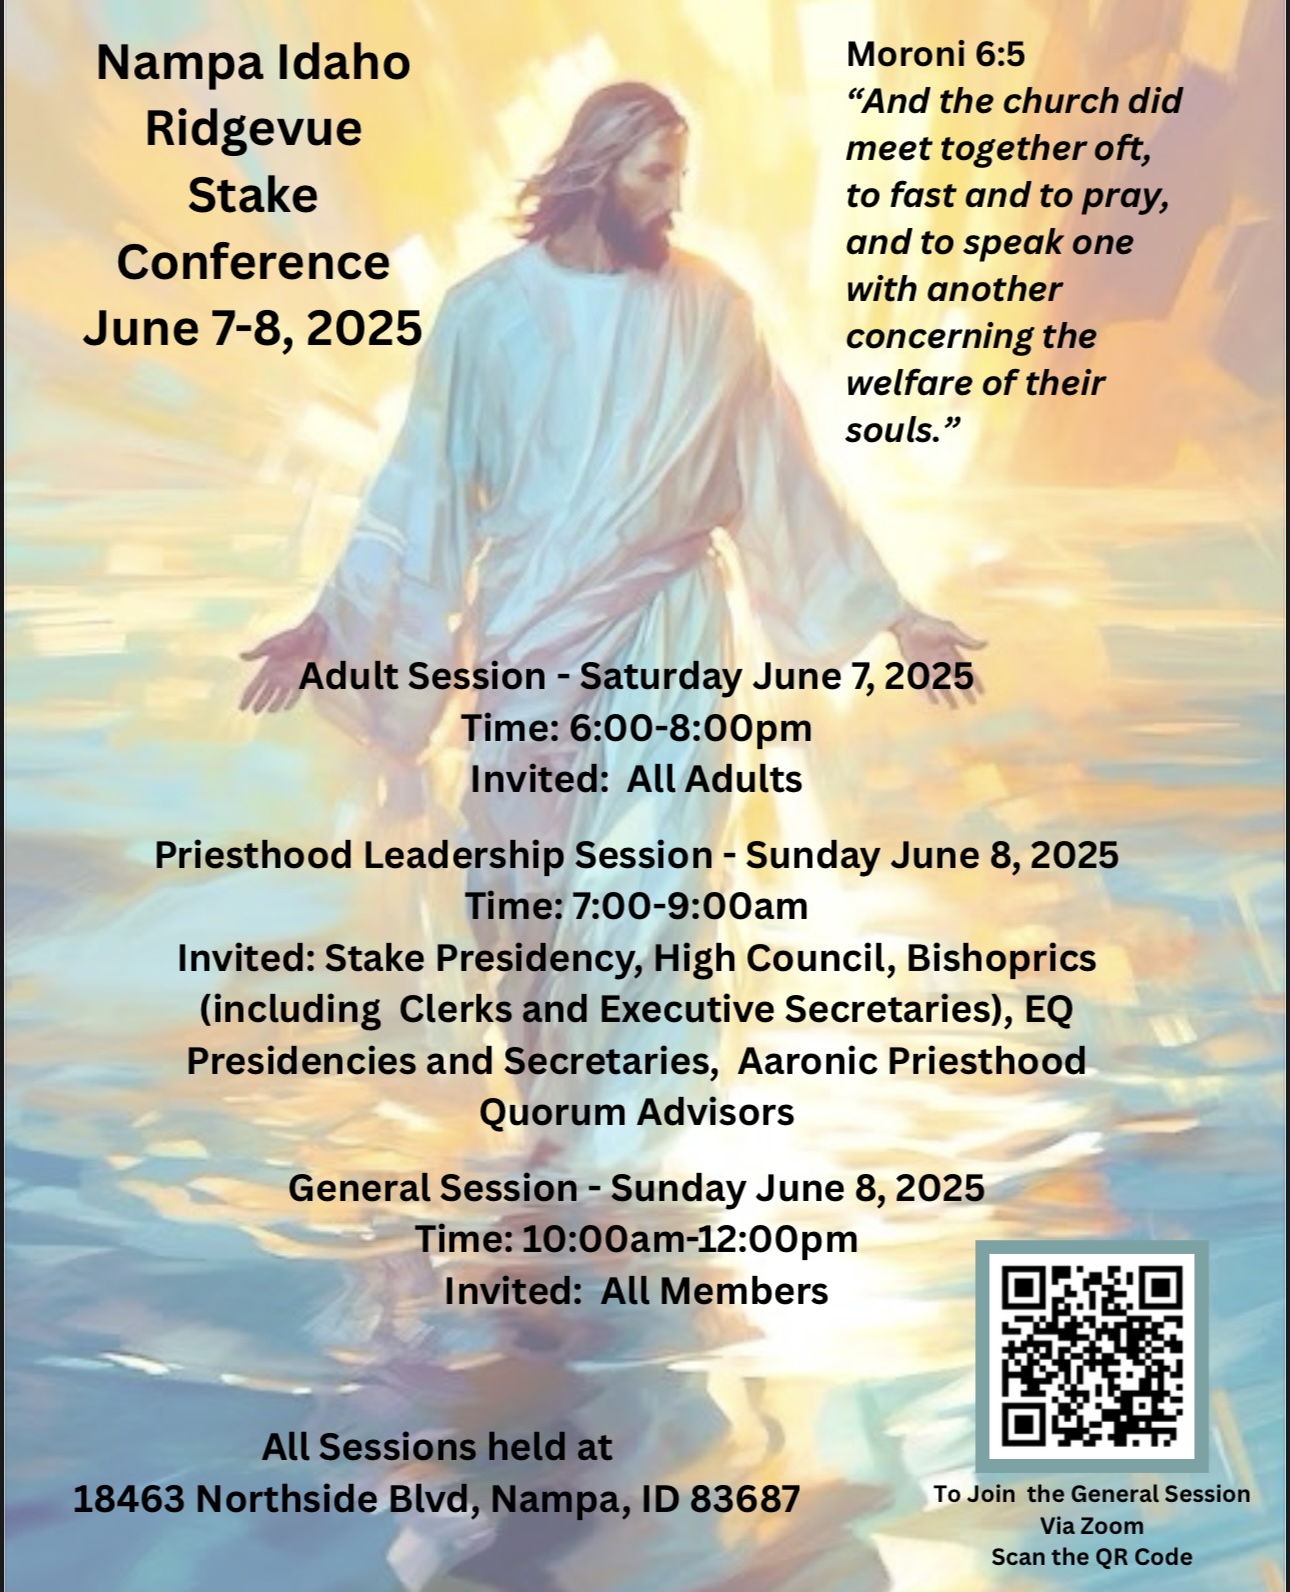 Nampa Idaho
Ridgevue
Stake
Conference
June 7-8, 2025
Moroni 6:5
“And the church did
meet together oft,
to fast and to pray,
and to speak one
with another
concerning the
welfare of their
souls.”
Adult Session - Saturday June 7, 2025
Time: 6:00-8:00pm
Invited:  All Adults
Priesthood Leadership Session - Sunday June 8, 2025
Time: 7:00-9:00am
Invited: Stake Presidency, High Council, Bishoprics
(including  Clerks and Executive Secretaries), EQ
Presidencies and Secretaries,  Aaronic Priesthood
Quorum Advisors
General Session - Sunday June 8, 2025
Time: 10:00am-12:00pm
Invited:  All Members
All Sessions held at
18463 Northside Blvd, Nampa, ID 83687
To Join  the General Session
Via Zoom
Scan the QR Code